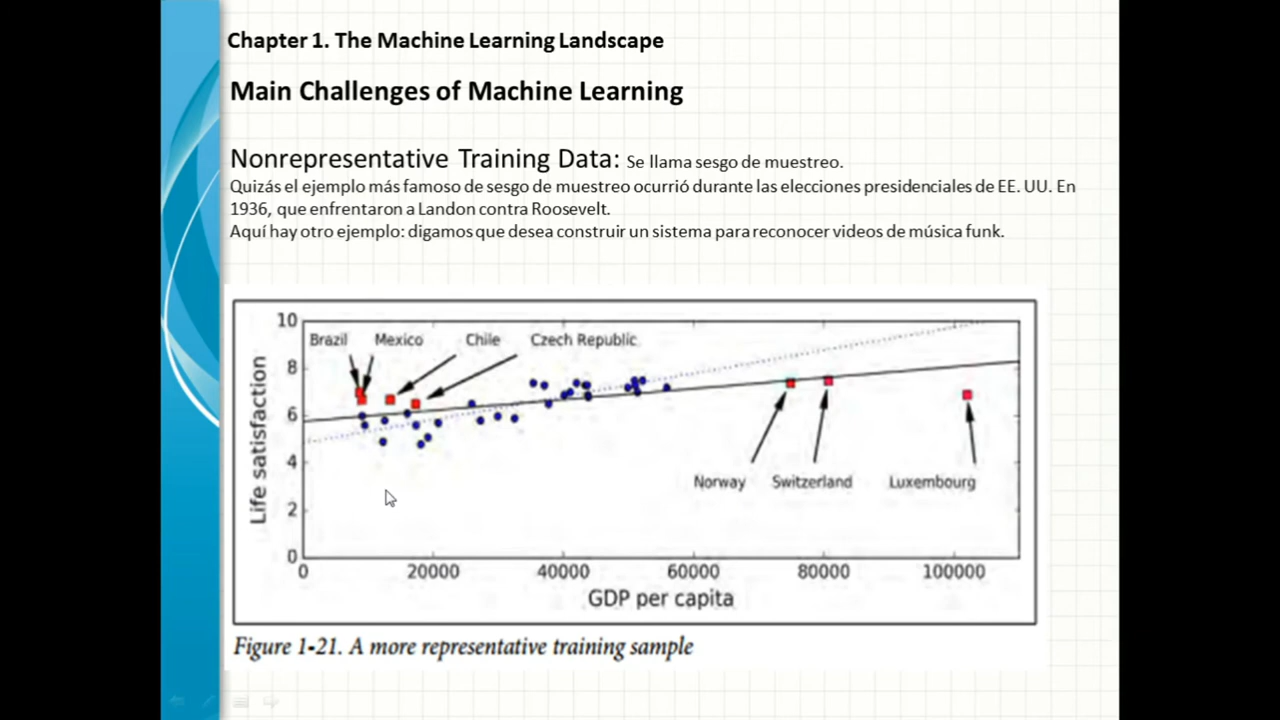 Chapter 1. The Machine Learning Landscape
Main Challenges of Machine Learning
Nonrepresentative Training Data: Se llama sesgo de muestreo.
Quizás el ejemplo más famoso de sesgo de muestreo ocurrió durante las elecciones presidenciales de EE. UU. En
1936, que enfrentaron a Landon contra Roosevelt.
Aquí hay otro ejemplo: digamos que desea construir un sistema para reconocer videos de música funk.
10
Brazil Mexico Chile Czech Republic
8
6
4
2
0
Life satisfaction
Norway Switzerland Luxembourg
0 20000 40000 60000 80000 100000
GDP per capita
Figure 1-21. A more representative training sample